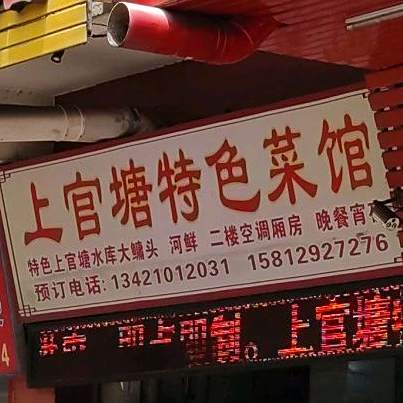 上官塘特色菜馆
特色上官塘水库大鳙头 河鲜 二楼空调厢房 晚餐宵
预订电话:13421012031 15812927276
上官塘
4